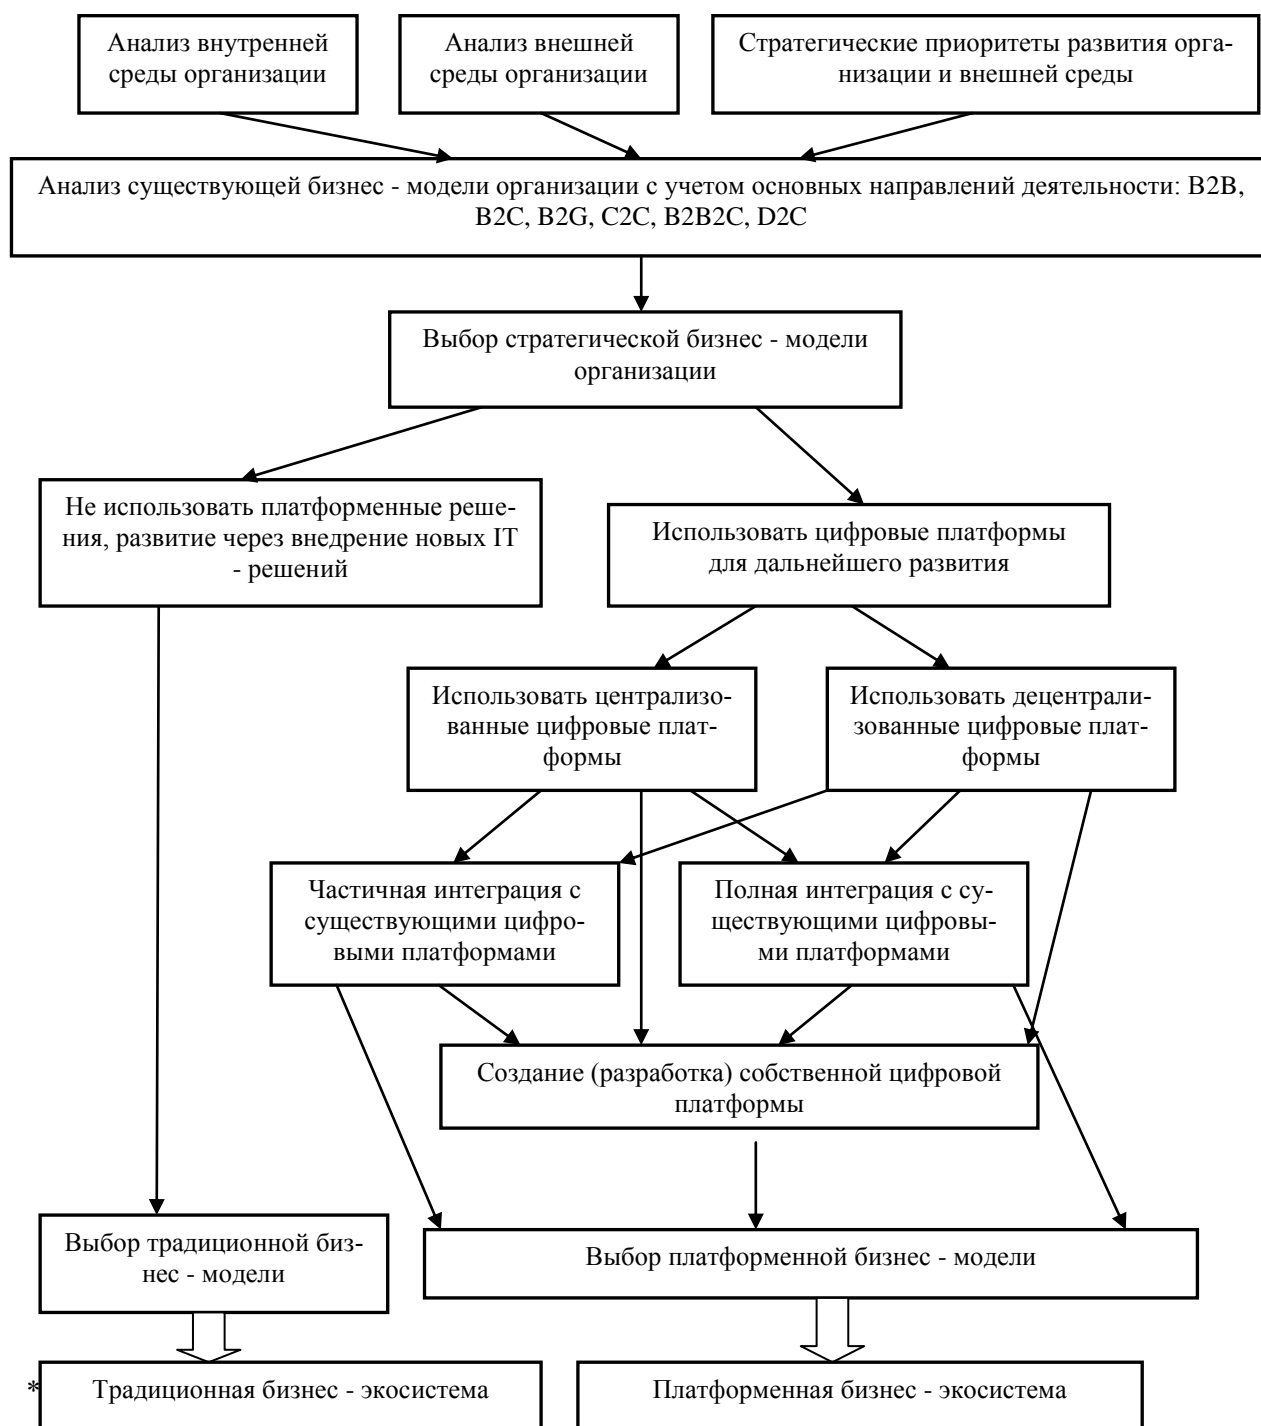 Анализ внутренней
среды организации
Анализ внешней
среды организации
Стратегические приоритеты развития орга-
низации и внешней среды
Анализ существующей бизнес - модели организации с учетом основных направлений деятельности: B2B,
B2C, B2G, C2C, B2B2C, D2C
Выбор стратегической бизнес - модели
организации
Не использовать платформенные реше-
ния, развитие через внедрение новых IT
- решений
Использовать цифровые платформы
для дальнейшего развития
Использовать централизо-
ванные цифровые плат-
формы
Использовать децентрали-
зованные цифровые плат-
формы
Частичная интеграция с
существующими цифро-
выми платформами
Полная интеграция с су-
ществующими цифровы-
ми платформами
Создание (разработка) собственной цифровой
платформы
Выбор традиционной биз-
нес - модели
Выбор платформенной бизнес - модели
*
Традиционная бизнес - экосистема
Платформенная бизнес - экосистема